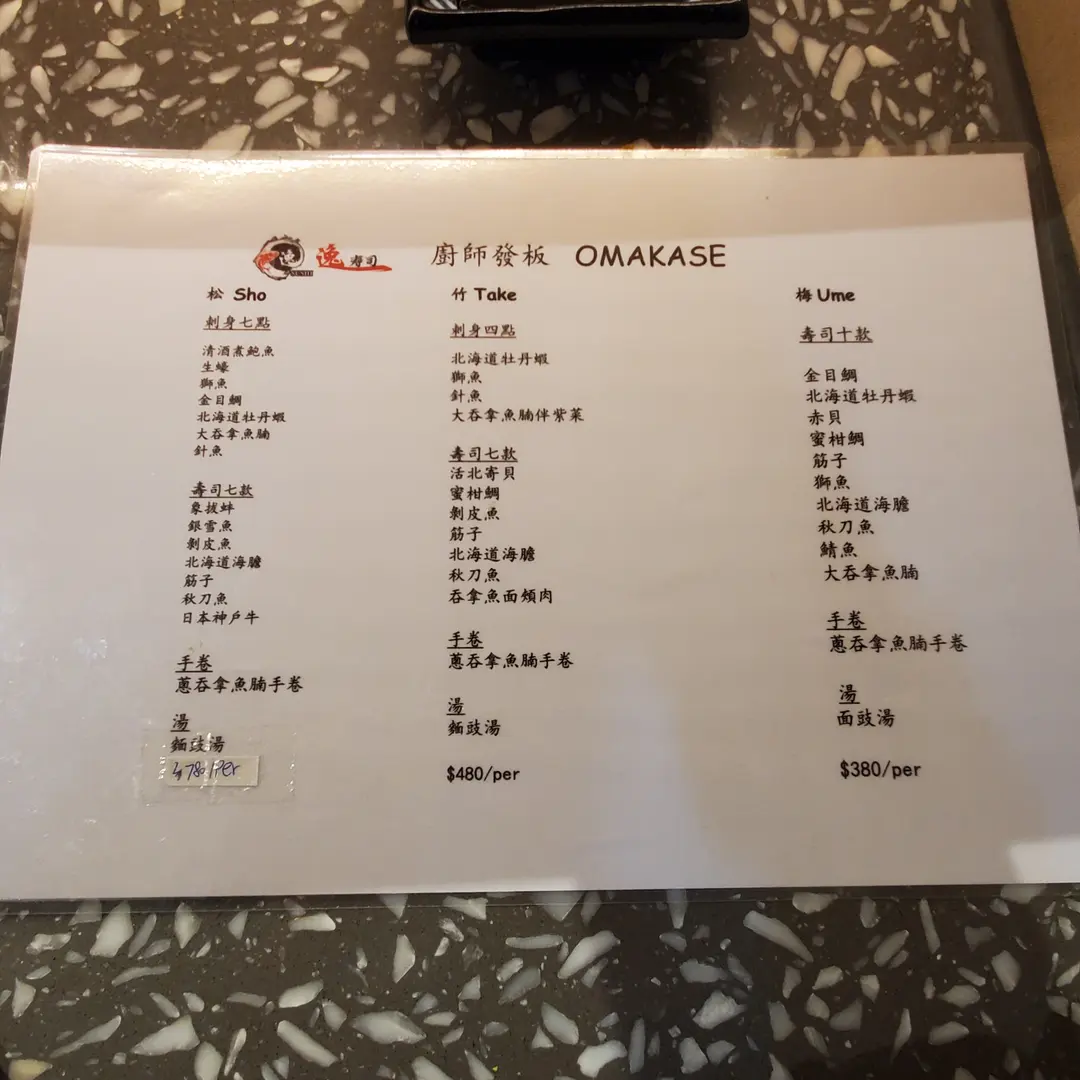 逸 寿司 廚師發板 OMAKASE
松 Sho
刺身七點
清酒煮鮑魚
生蠔
獅魚
金目鯛
北海道牡丹蝦
大吞拿魚腩
針魚
壽司七款
象拔蚌
銀雪魚
剝皮魚
北海道海膽
筋子
秋刀魚
日本神戶牛
手卷
蔥吞拿魚腩手卷
湯
麵豉湯
$780/per
竹 Take
刺身四點
北海道牡丹蝦
獅魚
針魚
大吞拿魚腩伴紫菜
壽司七款
活北寄貝
蜜柑鯛
剝皮魚
筋子
北海道海膽
秋刀魚
吞拿魚面頰肉
手卷
蔥吞拿魚腩手卷
湯
麵豉湯
$480/per
梅 Ume
壽司十款
金目鯛
北海道牡丹蝦
赤貝
蜜柑鯛
筋子
獅魚
北海道海膽
秋刀魚
鯖魚
大吞拿魚腩
手卷
蔥吞拿魚腩手卷
湯
面豉湯
$380/per